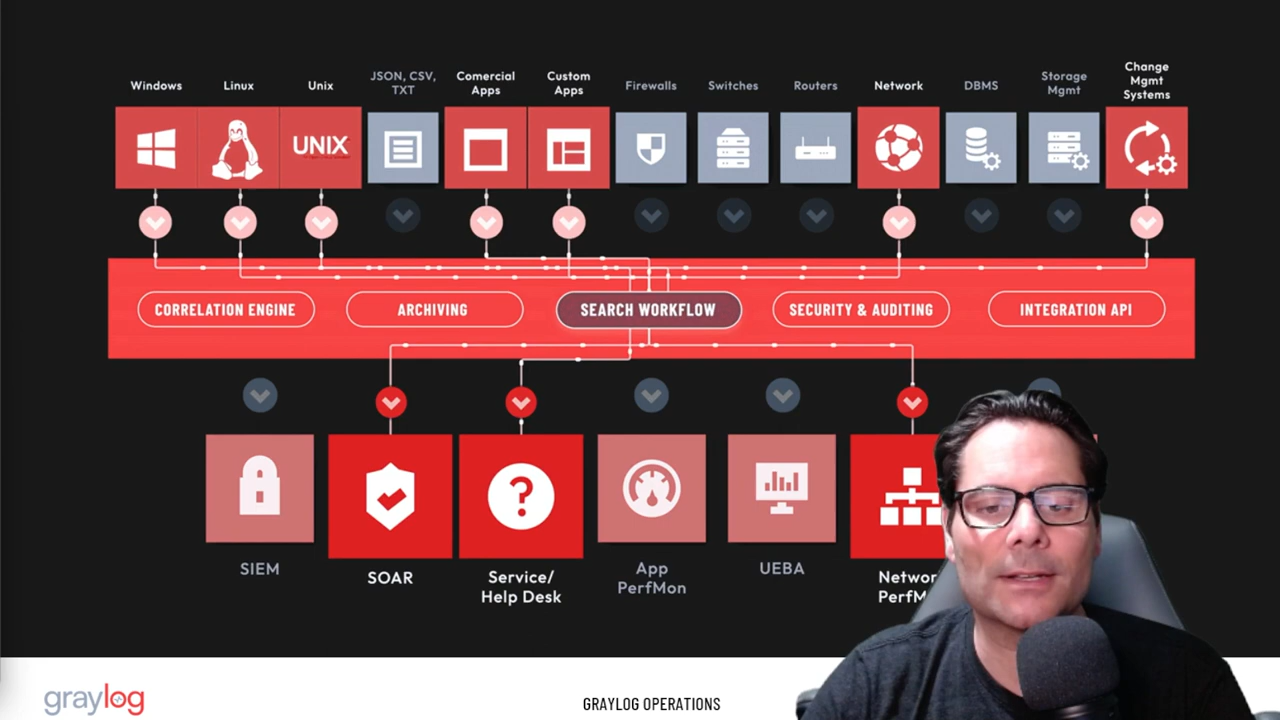 Windows
Linux
Unix
JSON, CSV,
TXT
Comercial
Apps
Custom
Apps
Firewalls
Switches
Routers
Network
DBMS
Storage
Mgmt
Change
Mgmt
Systems
UNIX
CORRELATION ENGINE
ARCHIVING
SEARCH WORKFLOW
SECURITY & AUDITING
INTEGRATION API
SIEM
SOAR
Service/
Help Desk
App
PerfMon
UEBA
Networ
PerfM
graylog
GRAYLOG OPERATIONS